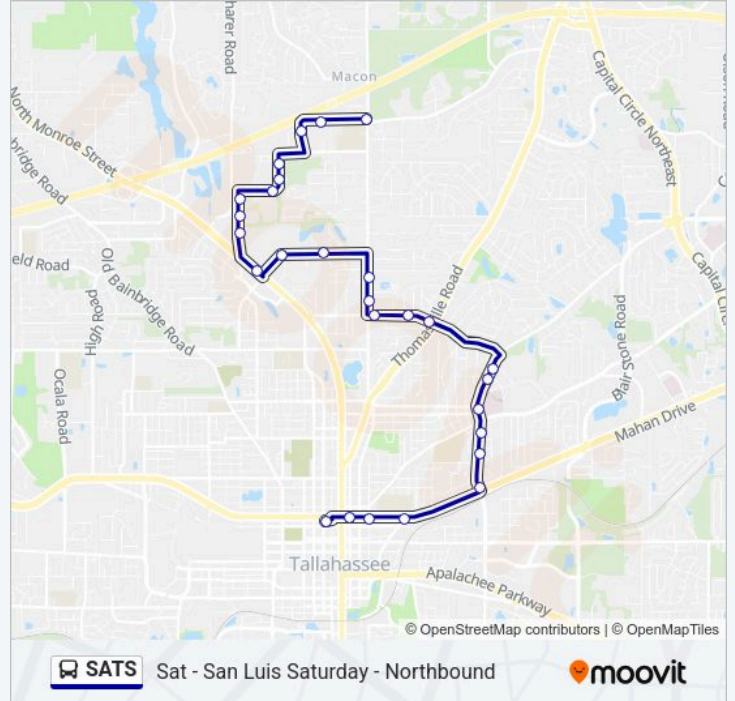 harer Road
Macon
Capital Circle Northeast
North Monroe Street
bridge Road
Capital Circ
eld Road
Old Bainbridge Road
High Road
Thomasville Road
Blair Stone Road
Ocala Road
Mahan Drive
Tallahassee
Apalachee Parkway
© OpenStreetMap contributors | © OpenMapTiles
SATS Sat - San Luis Saturday - Northbound moovit